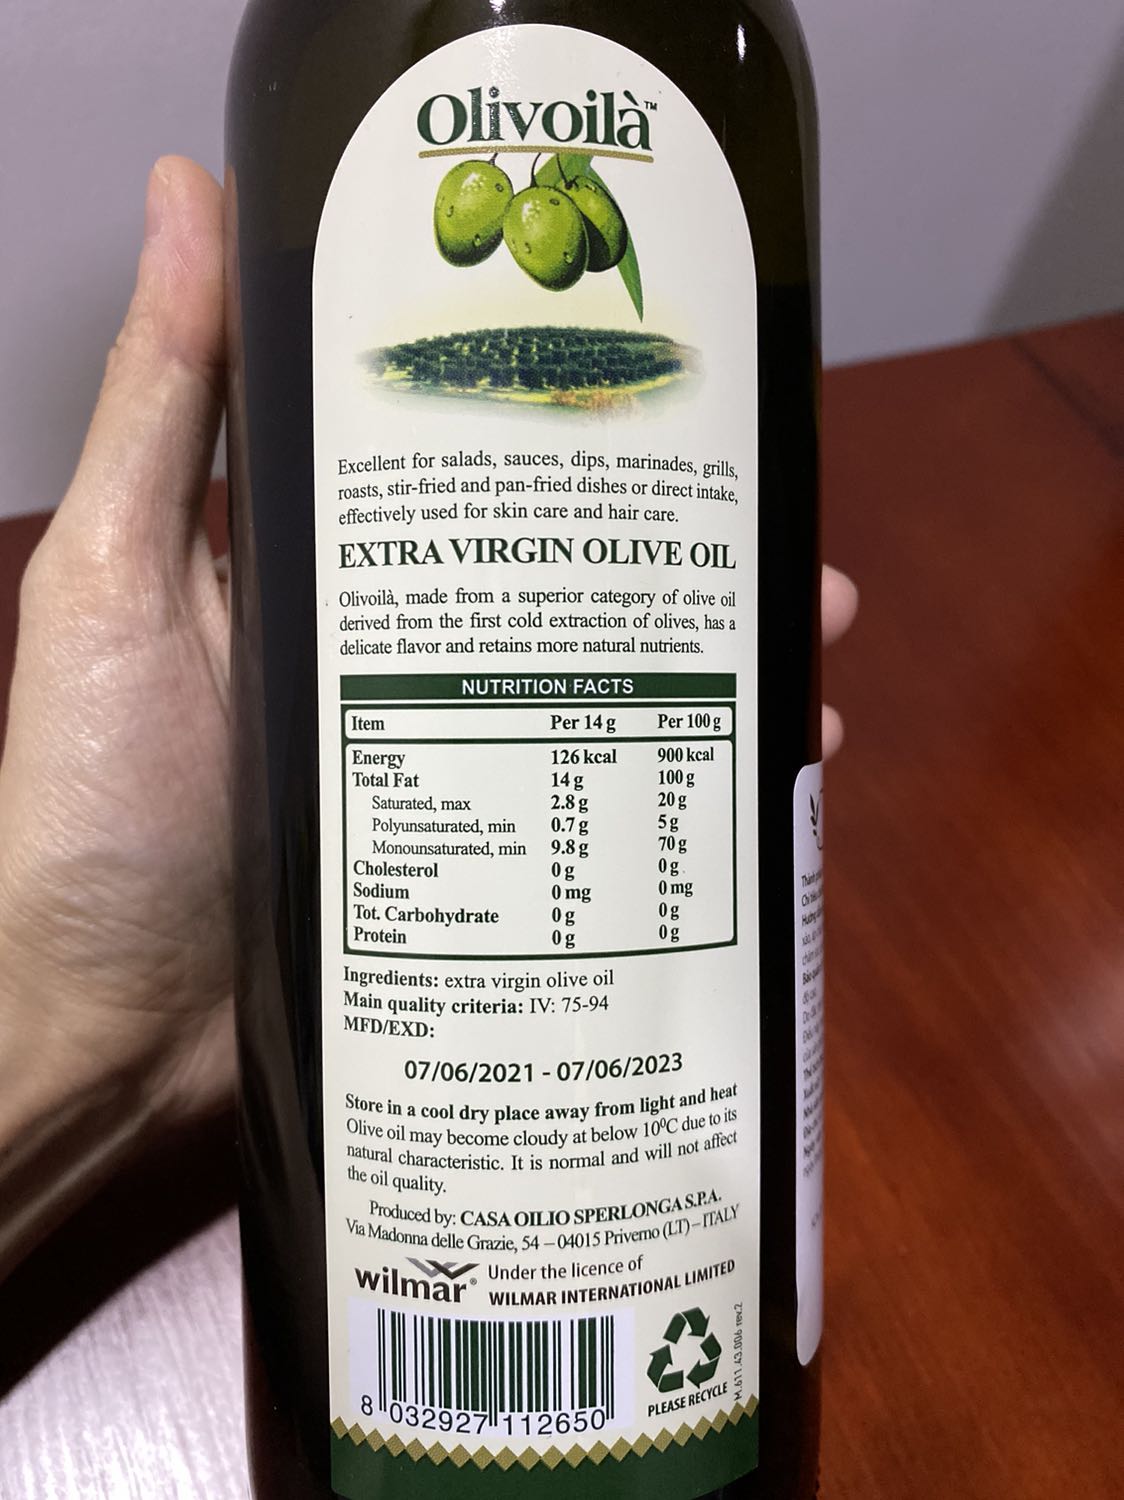 Olivoilà™
Excellent for salads, sauces, dips, marinades, grills,
roasts, stir-fried and pan-fried dishes or direct intake,
effectively used for skin care and hair care.
EXTRA VIRGIN OLIVE OIL
Olivoilà, made from a superior category of olive oil
derived from the first cold extraction of olives, has a
delicate flavor and retains more natural nutrients.
NUTRITION FACTS
Item Per 14 g Per 100 g
Energy 126 kcal 900 kcal
Total Fat 14 g 100 g
Saturated, max 2.8 g 20 g
Polyunsaturated, min 0.7 g 5 g
Monounsaturated, min 9.8 g 70 g
Cholesterol 0 g 0 g
Sodium 0 mg 0 mg
Tot. Carbohydrate 0 g 0 g
Protein 0 g 0 g
Ingredients: extra virgin olive oil
Main quality criteria: IV: 75-94
MFD/EXD:
07/06/2021 - 07/06/2023
Store in a cool dry place away from light and heat
Olive oil may become cloudy at below 10⁰C due to its
natural characteristic. It is normal and will not affect
the oil quality.
Produced by: CASA OILIO SPERLONGA S.P.A.
Via Madonna delle Grazie, 54 – 04015 Priverno (LT) – ITALY
wilmar® Under the licence of
WILMAR INTERNATIONAL LIMITED
8 032927 112650
PLEASE RECYCLE
M.611.43.006 rev.2